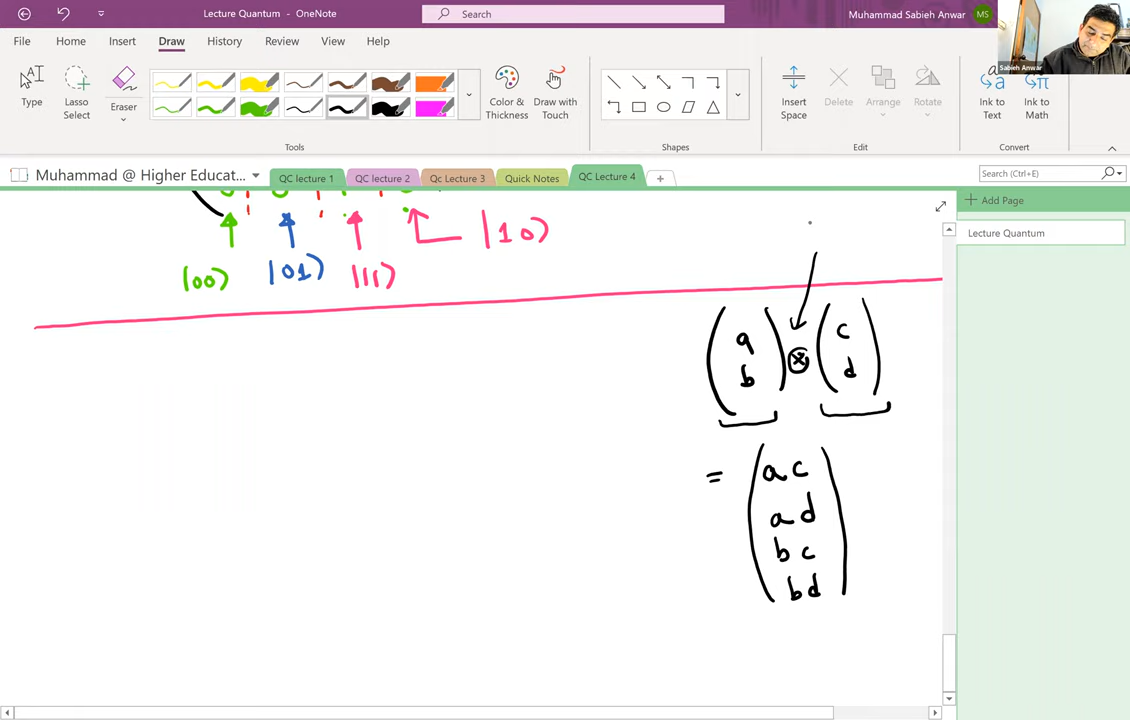 Lecture Quantum - OneNote
Search
Muhammad Sabieh Anwar
MS
File Home Insert Draw History Review View Help
Sabieh Anwar
Type
Lasso Select
Eraser
Color & Thickness
Draw with Touch
Insert Space
Delete
Arrange
Rotate
Ink to Text
Ink to Math
Tools
Shapes
Edit
Convert
Muhammad @ Higher Educat...
QC lecture 1
QC lecture 2
Qc Lecture 3
Quick Notes
QC Lecture 4
Search (Ctrl+E)
Add Page
Lecture Quantum
|10⟩
|00⟩ |01⟩ |11⟩
(a b) ⊗ (c d)
= (ac
ad
bc
bd)